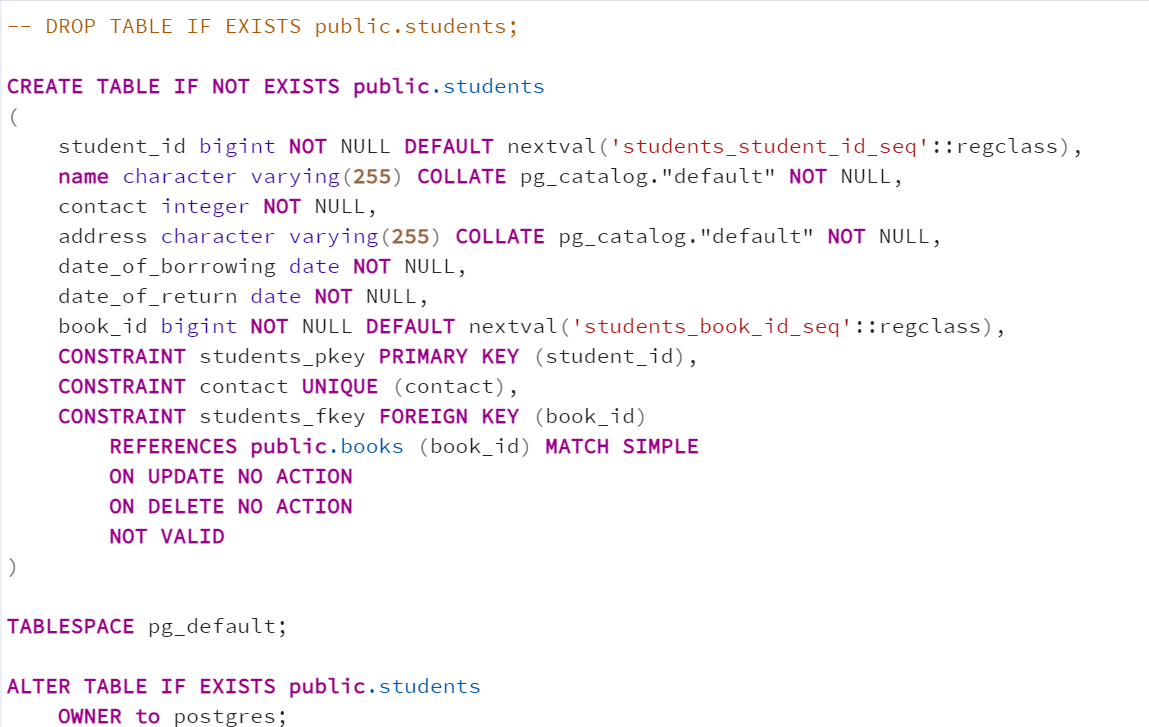 -- DROP TABLE IF EXISTS public.students;
CREATE TABLE IF NOT EXISTS public.students
(
    student_id bigint NOT NULL DEFAULT nextval('students_student_id_seq'::regclass),
    name character varying(255) COLLATE pg_catalog."default" NOT NULL,
    contact integer NOT NULL,
    address character varying(255) COLLATE pg_catalog."default" NOT NULL,
    date_of_borrowing date NOT NULL,
    date_of_return date NOT NULL,
    book_id bigint NOT NULL DEFAULT nextval('students_book_id_seq'::regclass),
    CONSTRAINT students_pkey PRIMARY KEY (student_id),
    CONSTRAINT contact UNIQUE (contact),
    CONSTRAINT students_fkey FOREIGN KEY (book_id)
        REFERENCES public.books (book_id) MATCH SIMPLE
        ON UPDATE NO ACTION
        ON DELETE NO ACTION
        NOT VALID
)
TABLESPACE pg_default;
ALTER TABLE IF EXISTS public.students
    OWNER to postgres;